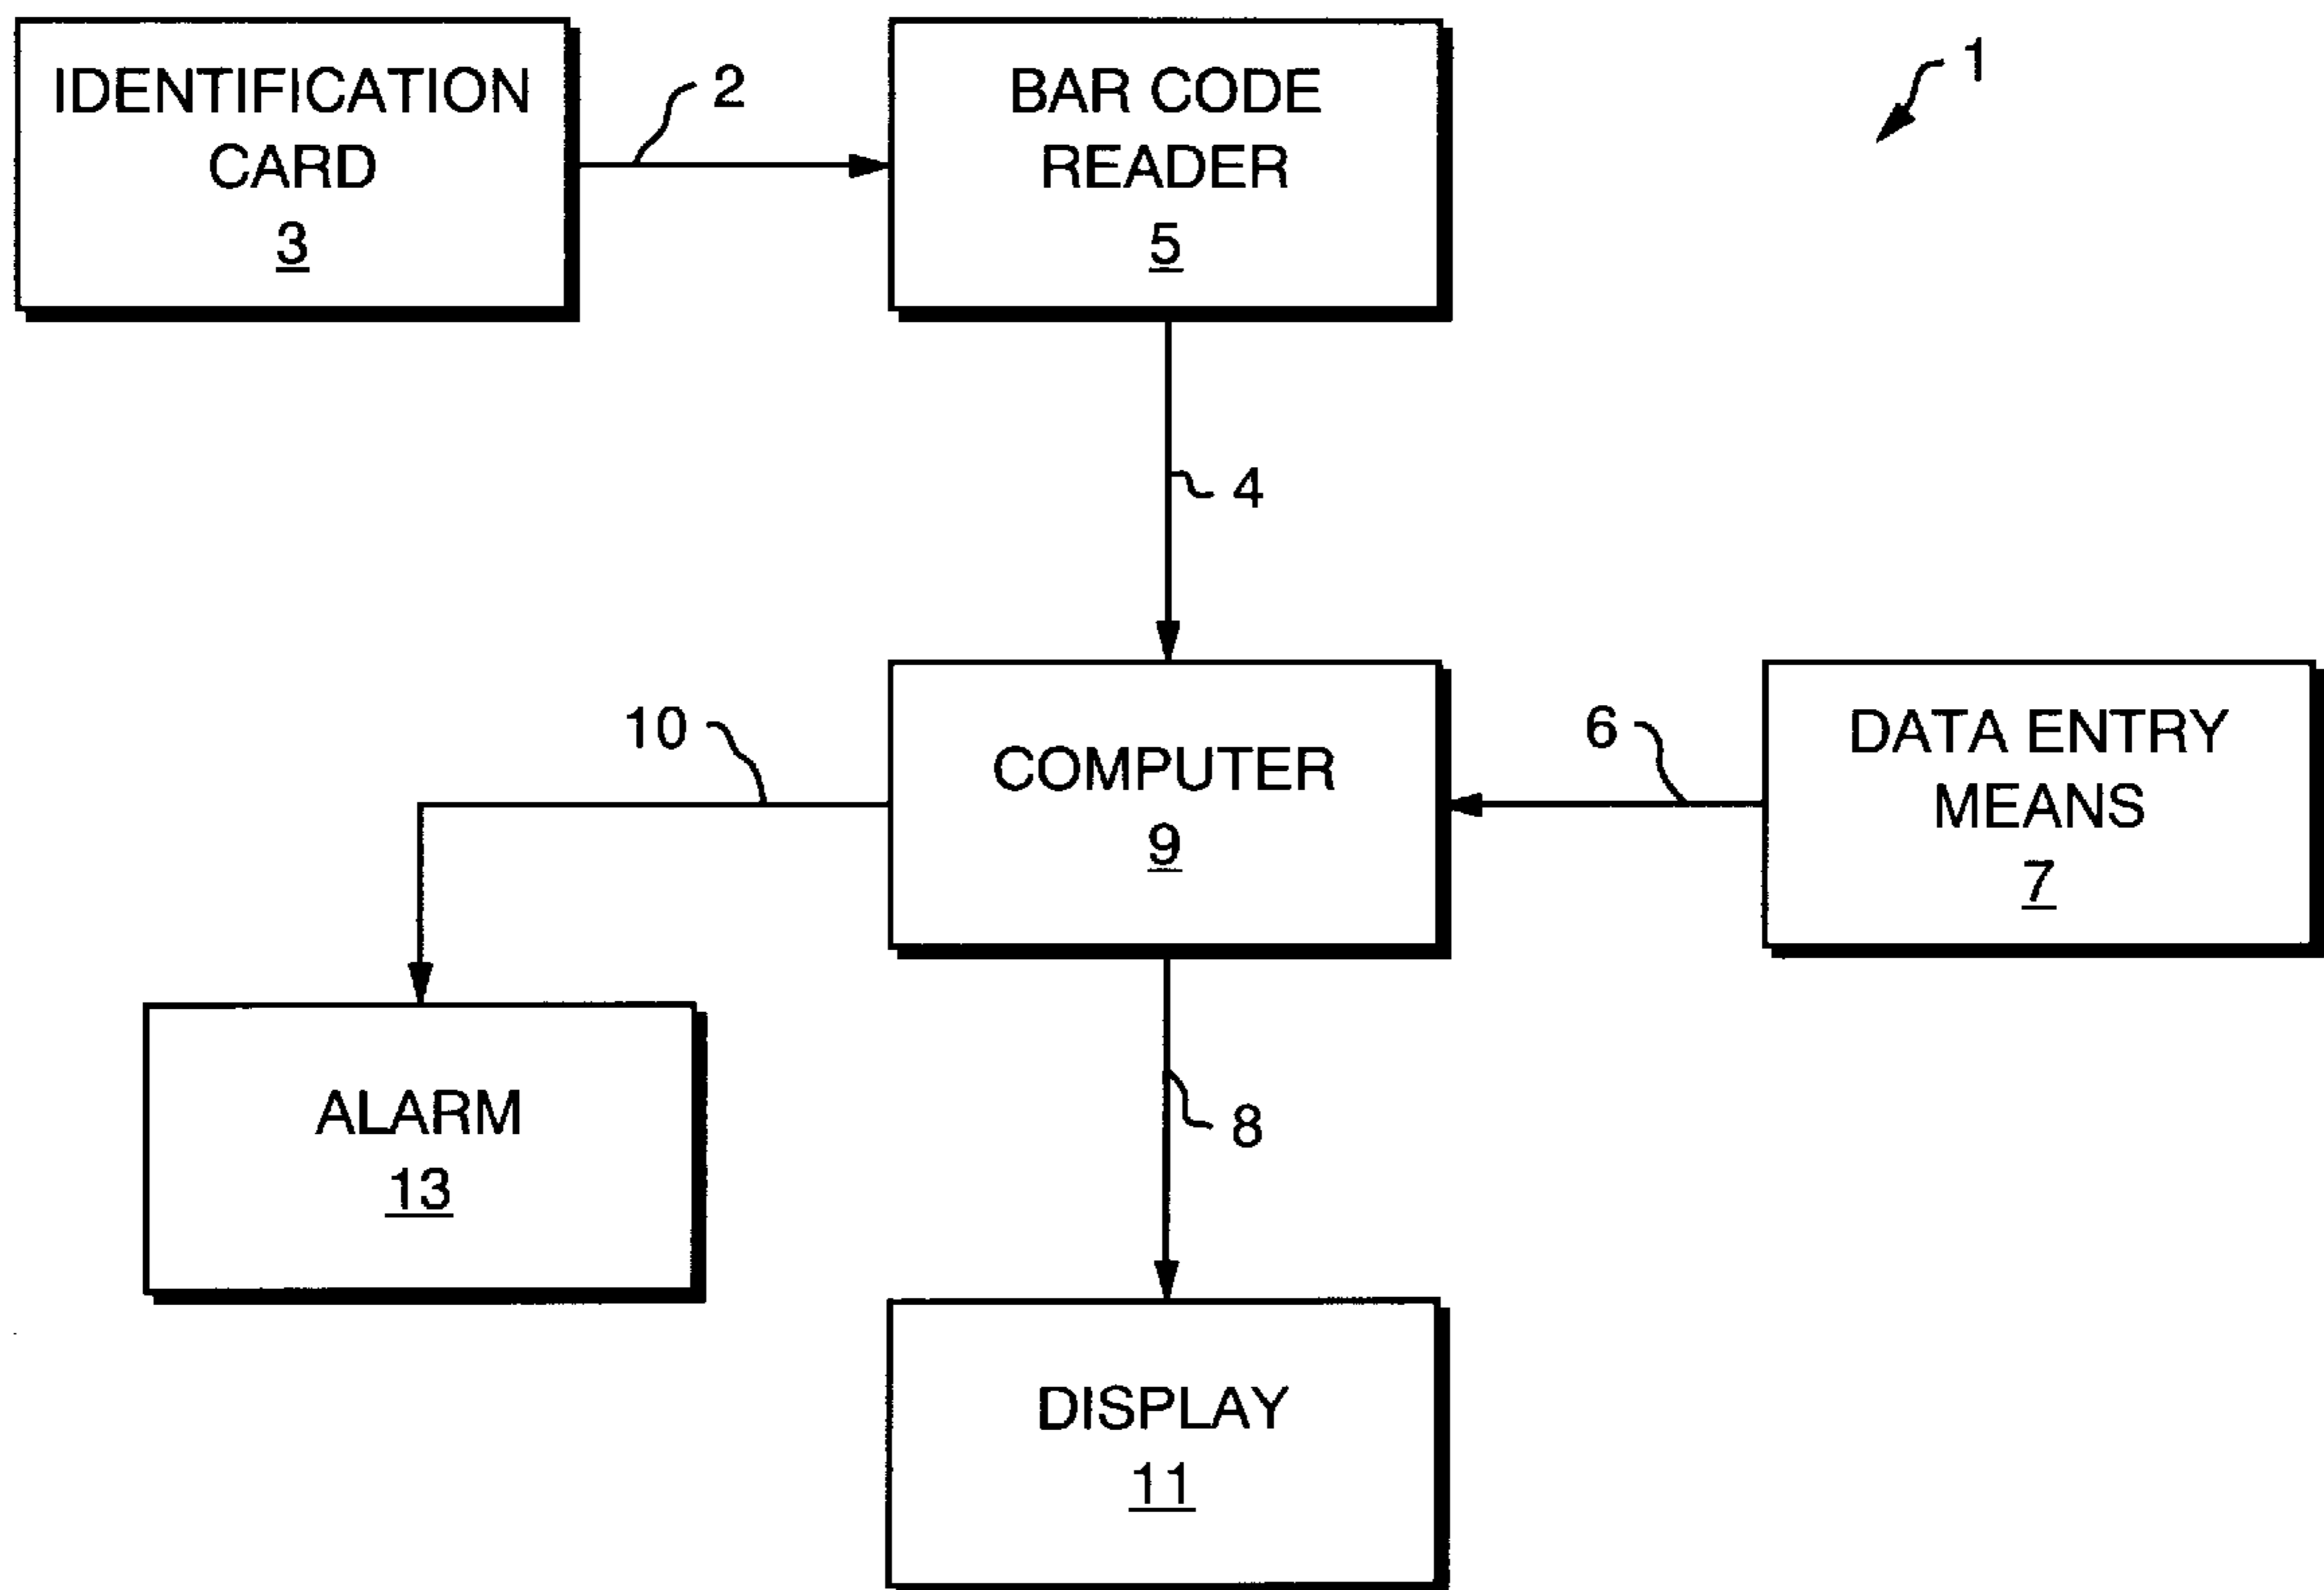 IDENTIFICATION
CARD
3
2
BAR CODE
READER
5
1
4
10
COMPUTER
9
6
DATA ENTRY
MEANS
7
ALARM
13
8
DISPLAY
11